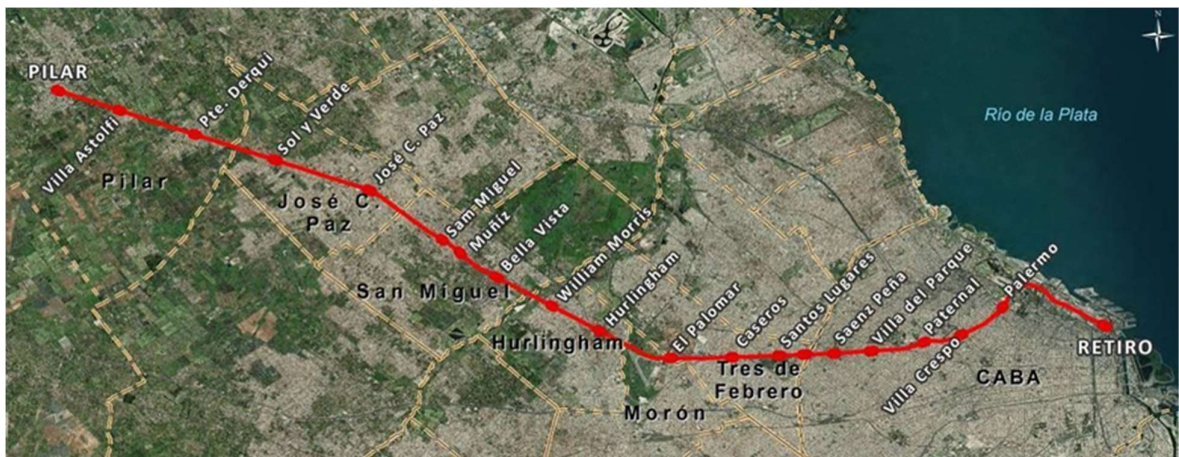 PILAR
Villa Astolfi
Pte. Derqui
Sol y Verde
José C. Paz
Sam Miguel
Muñiz
Bella Vista
William Morris
Hurlingham
El Palomar
Caseros
Santos Lugares
Saenz Peña
Villa del Parque
Paternal
Villa Crespo
Palermo
RETIRO
Río de la Plata
Pilar
José C.
Paz
San Miguel
Hurlingham
Morón
Tres de
Febrero
CABA